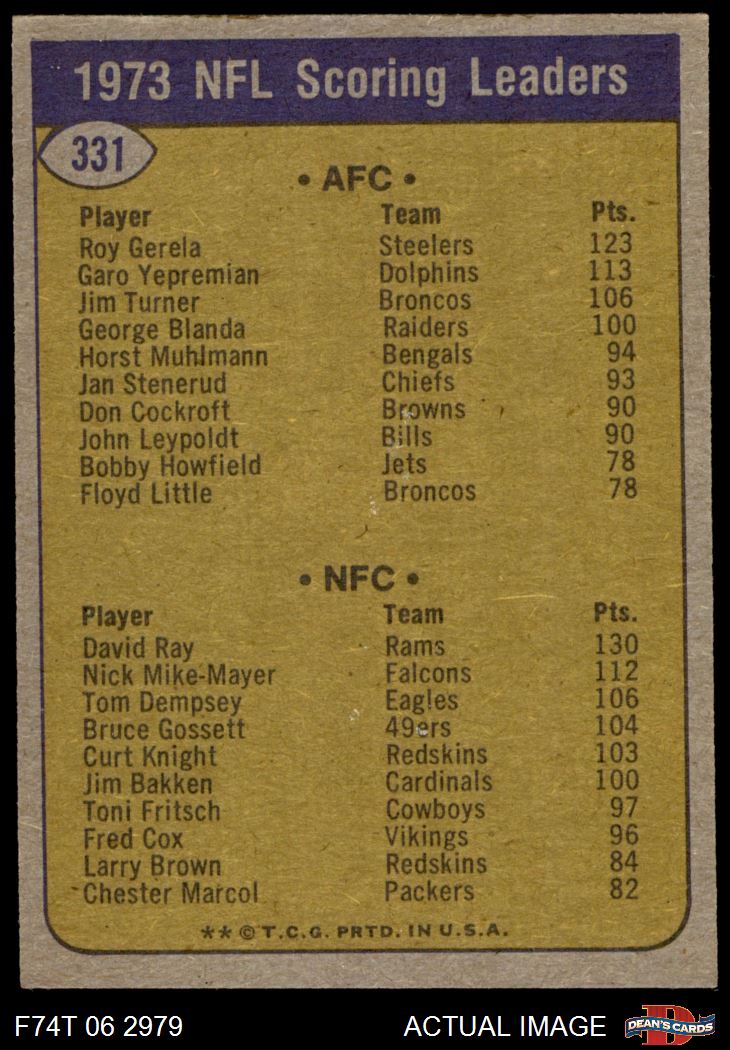 1973 NFL Scoring Leaders
331
• AFC •
Player Team Pts.
Roy Gerela Steelers 123
Garo Yepremian Dolphins 113
Jim Turner Broncos 106
George Blanda Raiders 100
Horst Muhlmann Bengals 94
Jan Stenerud Chiefs 93
Don Cockroft Browns 90
John Leypoldt Bills 90
Bobby Howfield Jets 78
Floyd Little Broncos 78
• NFC •
Player Team Pts.
David Ray Rams 130
Nick Mike-Mayer Falcons 112
Tom Dempsey Eagles 106
Bruce Gossett 49ers 104
Curt Knight Redskins 103
Jim Bakken Cardinals 100
Toni Fritsch Cowboys 97
Fred Cox Vikings 96
Larry Brown Redskins 84
Chester Marcol Packers 82
** © T.C.G. PRTD. IN U.S.A.
F74T 06 2979 ACTUAL IMAGE D DEAN'S CARDS